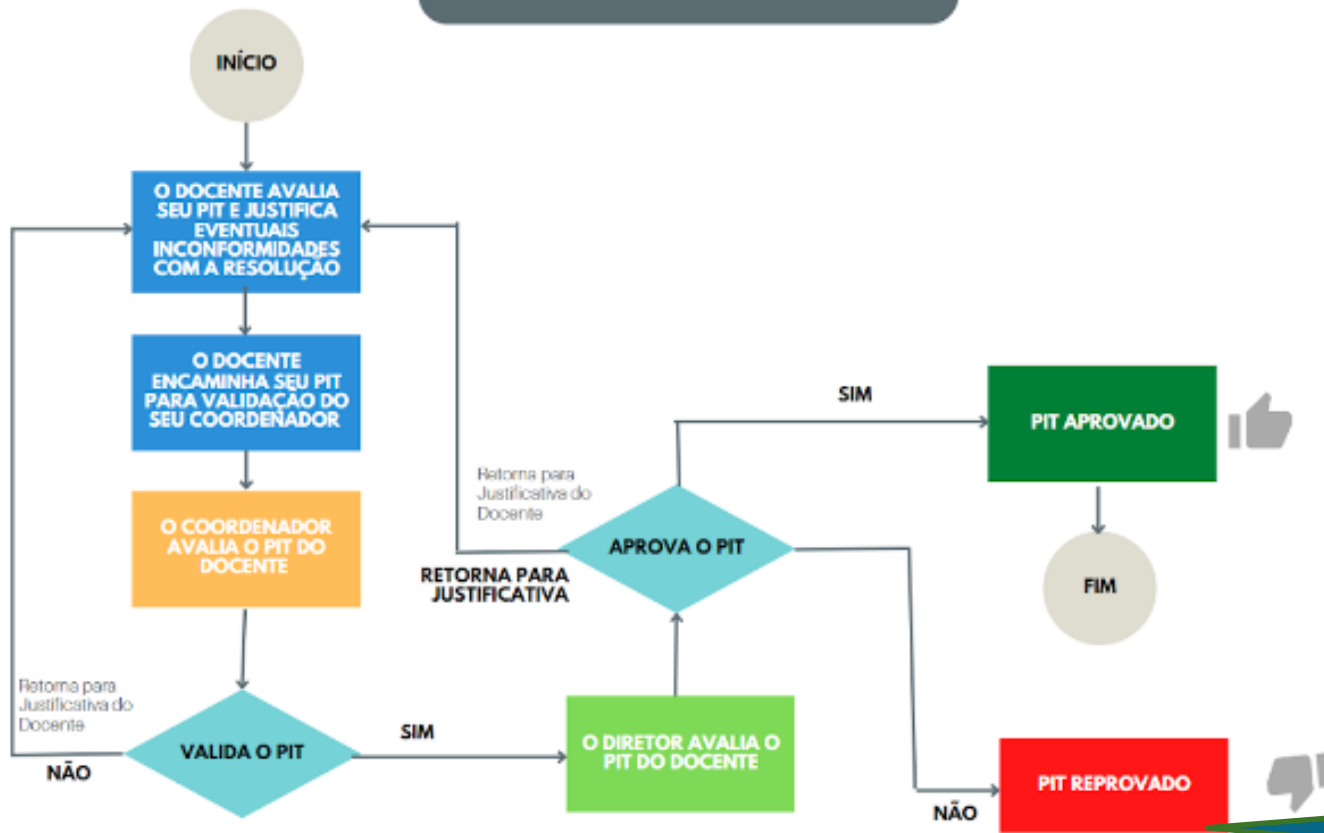 INÍCIO
O DOCENTE AVALIA
SEU PIT E JUSTIFICA
EVENTUAIS
INCONFORMIDADES
COM A RESOLUÇÃO
O DOCENTE
ENCAMINHA SEU PIT
PARA VALIDAÇÃO DO
SEU COORDENADOR
O COORDENADOR
AVALIA O PIT DO
DOCENTE
Retorna para
Justificativa do
Docente
VALIDA O PIT
NÃO
SIM
O DIRETOR AVALIA O
PIT DO DOCENTE
Retorna para
Justificativa do
Docente
APROVA O PIT
RETORNA PARA
JUSTIFICATIVA
SIM
PIT APROVADO
FIM
NÃO
PIT REPROVADO